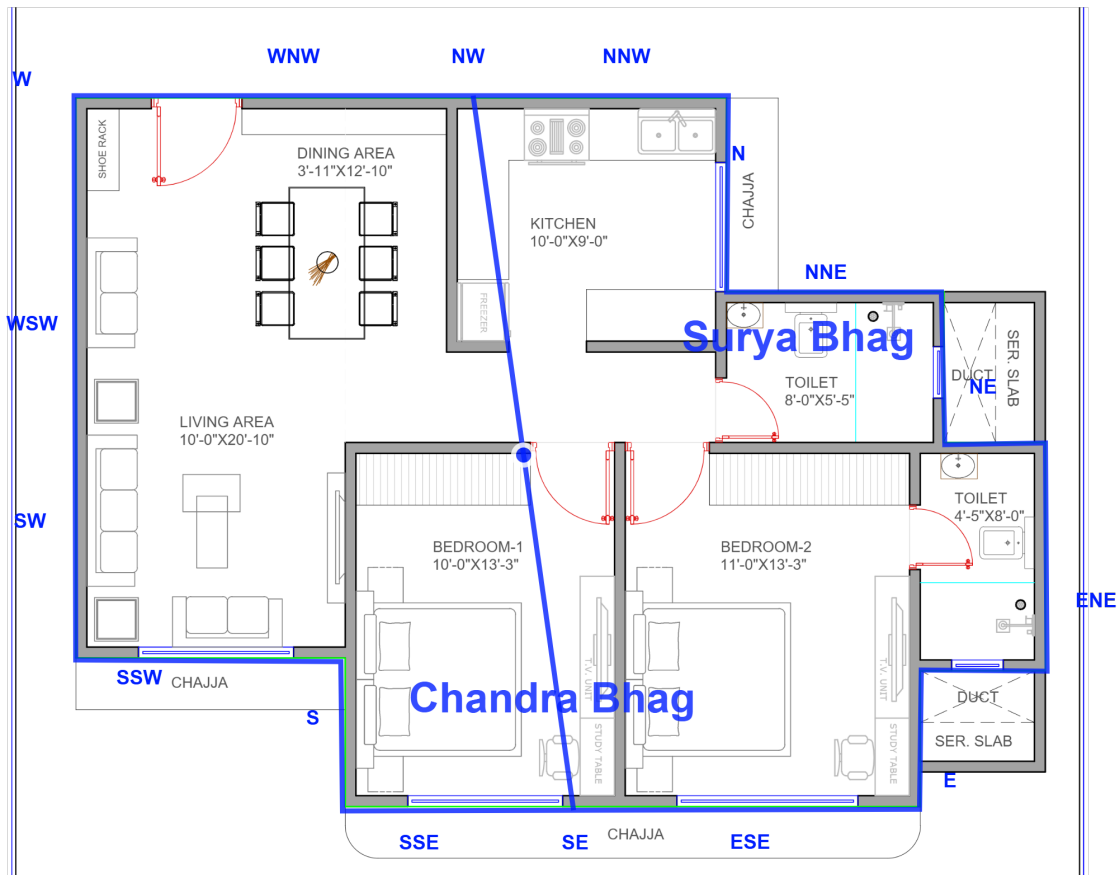 WNW
NW
NNW
W
SHOE RACK
DINING AREA
3'-11"X12'-10"
N
CHAJJA
KITCHEN
10'-0"X9'-0"
NNE
FREEZER
WSW
Surya Bhag
SER. SLAB
DUCT
NE
TOILET
8'-0"X5'-5"
LIVING AREA
10'-0"X20'-10"
SW
TOILET
4'-5"X8'-0"
BEDROOM-1
10'-0"X13'-3"
BEDROOM-2
11'-0"X13'-3"
ENE
SSW
CHAJJA
T.V. UNIT
T.V. UNIT
Chandra Bhag
DUCT
S
STUDY TABLE
STUDY TABLE
SER. SLAB
E
SSE
SE
CHAJJA
ESE